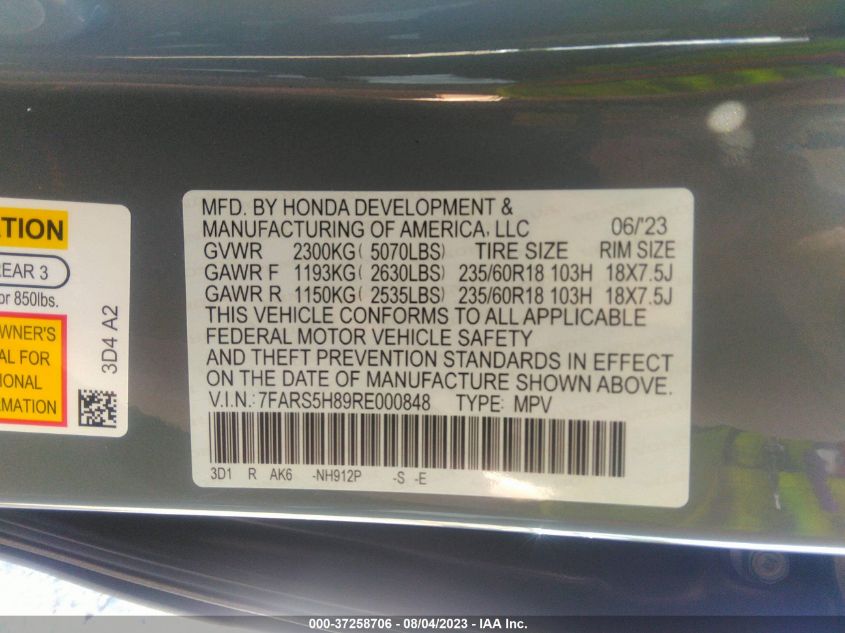 TION
REAR 3
or 850lbs.
WNER'S
AL FOR
IONAL
RMATION
3D4 A2
MFD. BY HONDA DEVELOPMENT &
MANUFACTURING OF AMERICA, LLC 06/'23
GVWR 2300KG( 5070LBS) TIRE SIZE RIM SIZE
GAWR F 1193KG( 2630LBS) 235/60R18 103H 18X7.5J
GAWR R 1150KG( 2535LBS) 235/60R18 103H 18X7.5J
THIS VEHICLE CONFORMS TO ALL APPLICABLE
FEDERAL MOTOR VEHICLE SAFETY
AND THEFT PREVENTION STANDARDS IN EFFECT
ON THE DATE OF MANUFACTURE SHOWN ABOVE.
V.I.N.: 7FARS5H89RE000848 TYPE: MPV
3D1 R AK6 -NH912P -S -E
000-37258706 - 08/04/2023 - IAA Inc.